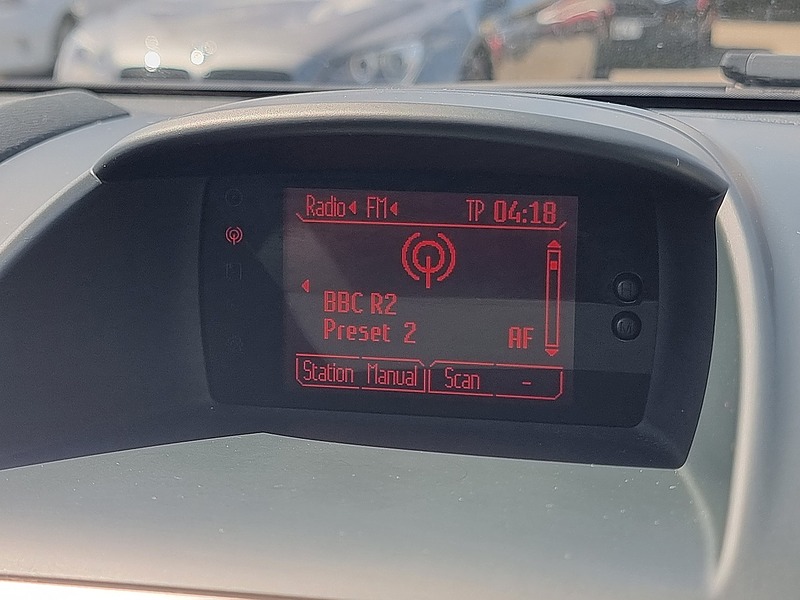 Radio FM TP 04:18
BBC R2
Preset 2 AF
Station Manual Scan -
H
M